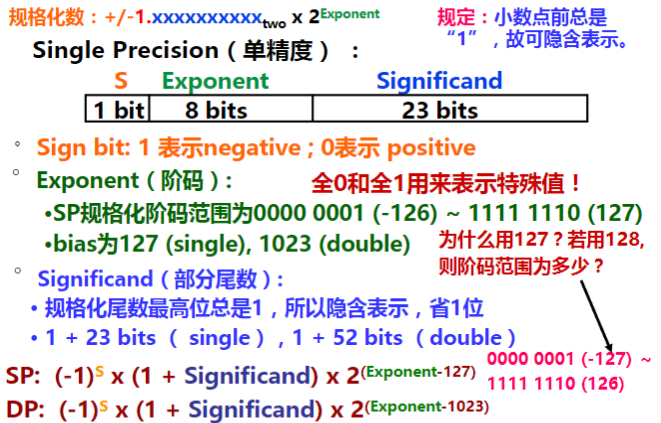 规格化数：+/-1.xxxxxxxxxx two x 2^Exponent
规定：小数点前总是“1”，故可隐含表示。
Single Precision（单精度）：
S Exponent Significand
1 bit 8 bits 23 bits
° Sign bit: 1 表示negative ; 0表示 positive
° Exponent（阶码）:
全0和全1用来表示特殊值！
•SP规格化阶码范围为0000 0001 (-126) ~ 1111 1110 (127)
•bias为127 (single), 1023 (double)
为什么用127？若用128,
则阶码范围为多少？
° Significand（部分尾数）:
• 规格化尾数最高位总是1，所以隐含表示，省1位
• 1 + 23 bits （ single ） , 1 + 52 bits （ double ）
0000 0001 (-127) ~
1111 1110 (126)
SP: (-1)^S x (1 + Significand) x 2^(Exponent-127)
DP: (-1)^S x (1 + Significand) x 2^(Exponent-1023)